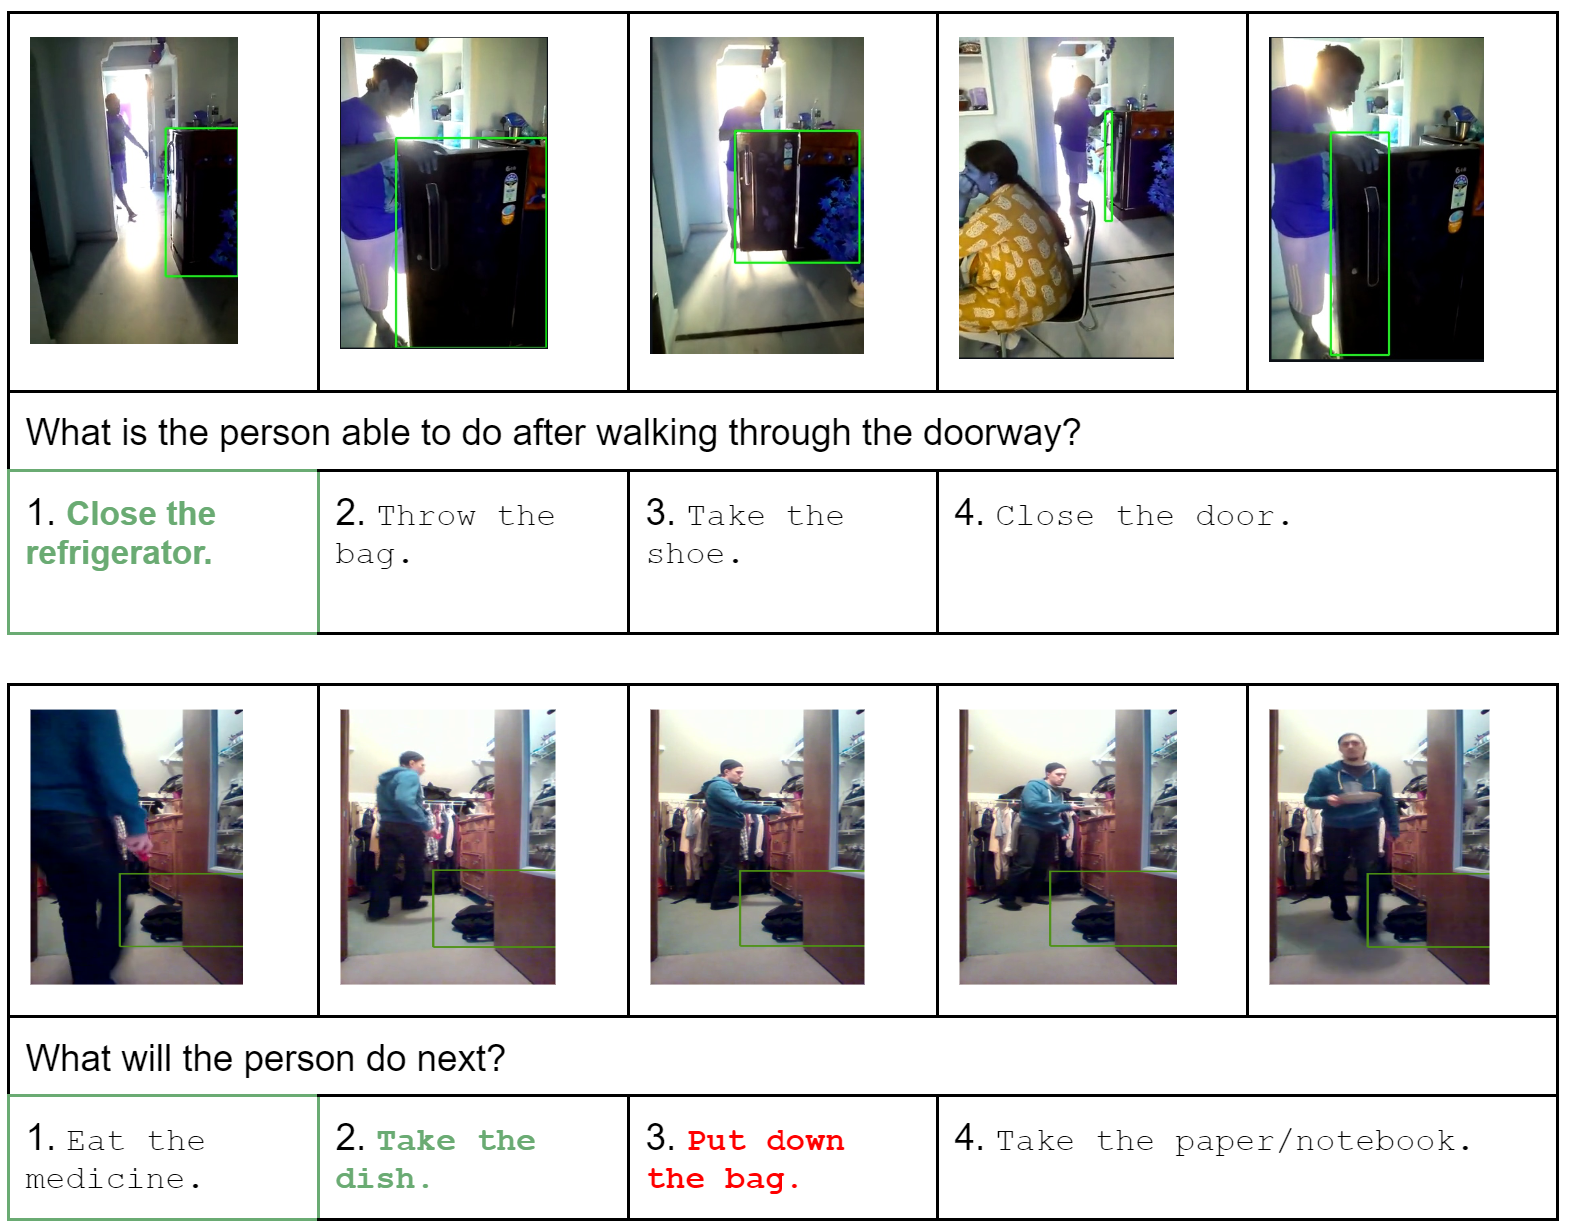 What is the person able to do after walking through the doorway?
1. Close the
refrigerator.
2. Throw the
bag.
3. Take the
shoe.
4. Close the door.
What will the person do next?
1. Eat the
medicine.
2. Take the
dish.
3. Put down
the bag.
4. Take the paper/notebook.